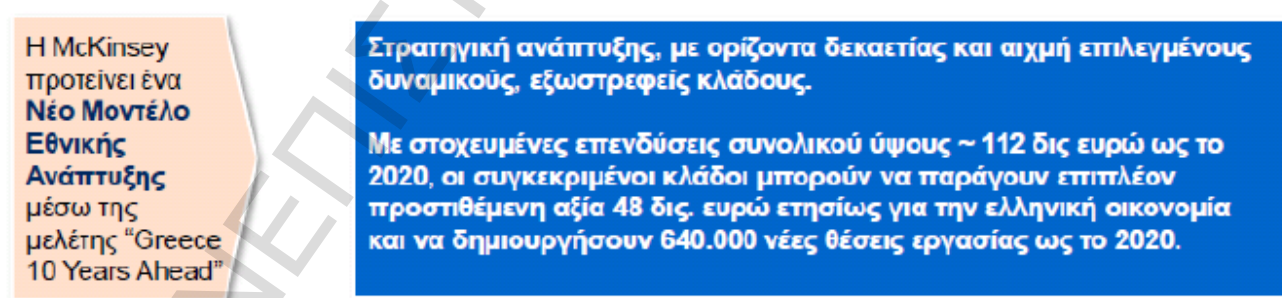 Η McKinsey
προτείνει ένα
Νέο Μοντέλο
Εθνικής
Ανάπτυξης
μέσω της
μελέτης “Greece
10 Years Ahead”
Στρατηγική ανάπτυξης, με ορίζοντα δεκαετίας και αιχμή επιλεγμένους
δυναμικούς, εξωστρεφείς κλάδους.
Με στοχευμένες επενδύσεις συνολικού ύψους ~ 112 δις ευρώ ως το
2020, οι συγκεκριμένοι κλάδοι μπορούν να παράγουν επιπλέον
προστιθέμενη αξία 48 δις. ευρώ ετησίως για την ελληνική οικονομία
και να δημιουργήσουν 640.000 νέες θέσεις εργασίας ως το 2020.